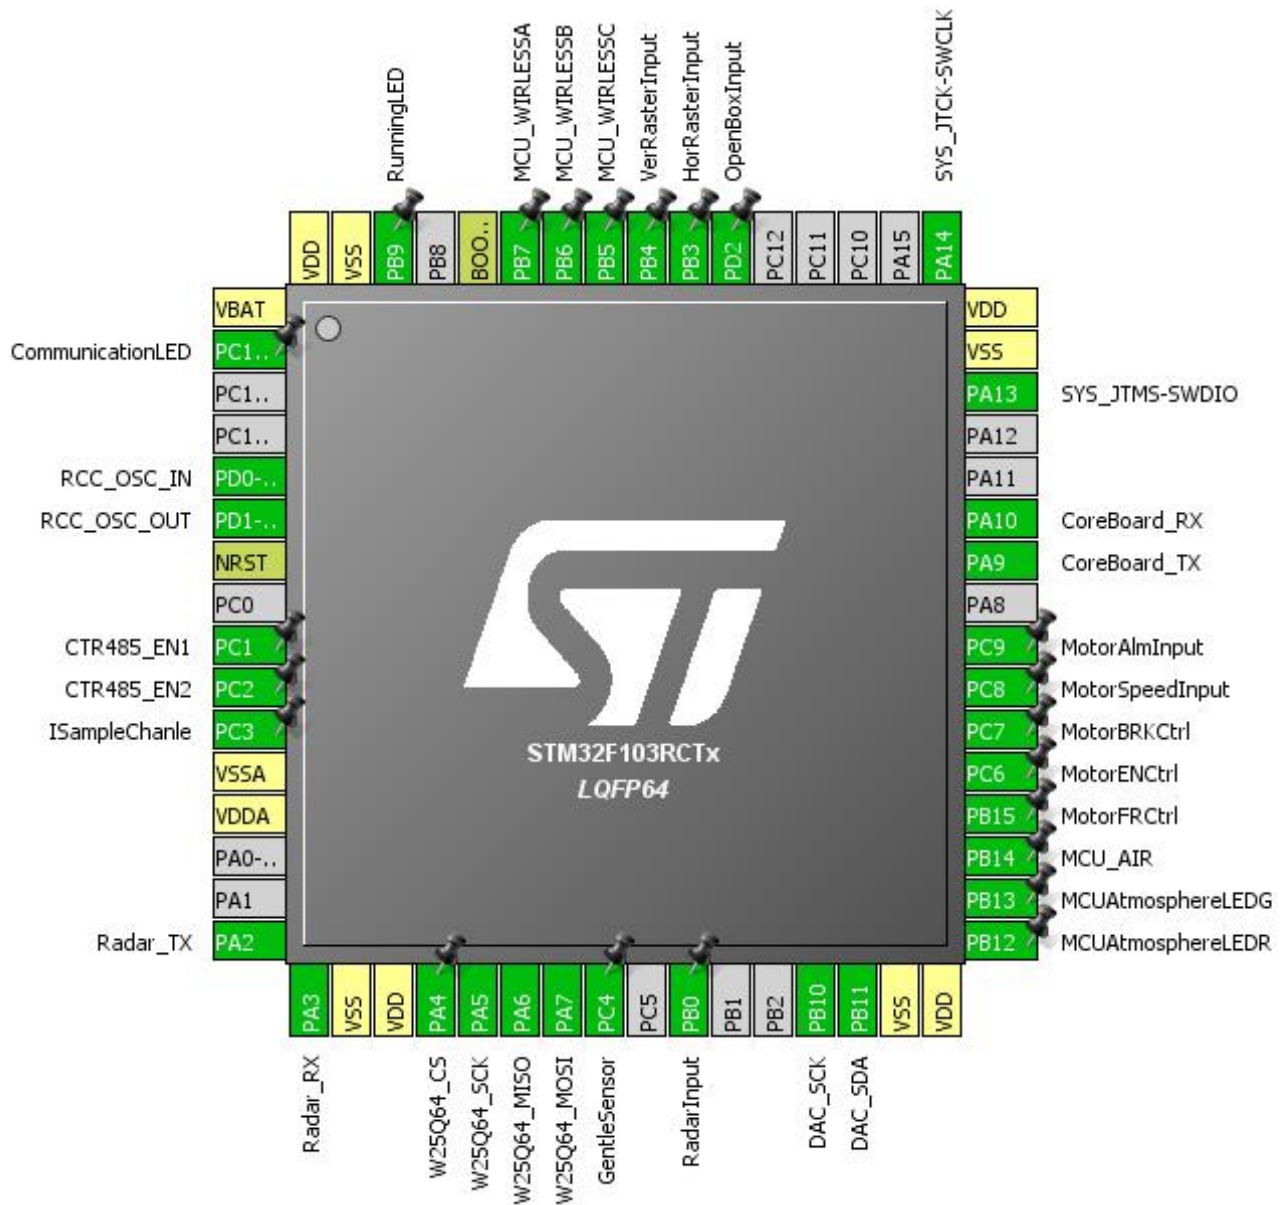 RunningLED
MCU_WIRLESSA
MCU_WIRLESSB
MCU_WIRLESSC
VerRasterInput
HorRasterInput
OpenBoxInput
SYS_JTCK-SWCLK
VDD
VSS
PB9
PB8
BOO..
PB7
PB6
PB5
PB4
PB3
PD2
PC12
PC11
PC10
PA15
PA14
VBAT
CommunicationLED PC1..
PC1..
PC1..
RCC_OSC_IN PD0-..
RCC_OSC_OUT PD1-..
NRST
PC0
CTR485_EN1 PC1
CTR485_EN2 PC2
ISampleChanle PC3
VSSA
VDDA
PA0-..
PA1
Radar_TX PA2
ST
STM32F103RCTx
LQFP64
VDD
VSS
PA13 SYS_JTMS-SWDIO
PA12
PA11
PA10 CoreBoard_RX
PA9 CoreBoard_TX
PA8
PC9 MotorAlmInput
PC8 MotorSpeedInput
PC7 MotorBRKCtrl
PC6 MotorENCtrl
PB15 MotorFRCtrl
PB14 MCU_AIR
PB13 MCUAtmosphereLEDG
PB12 MCUAtmosphereLEDR
PA3
VSS
VDD
PA4
PA5
PA6
PA7
PC4
PC5
PB0
PB1
PB2
PB10
PB11
VSS
VDD
Radar_RX
W25Q64_CS
W25Q64_SCK
W25Q64_MISO
W25Q64_MOSI
GentleSensor
RadarInput
DAC_SCK
DAC_SDA